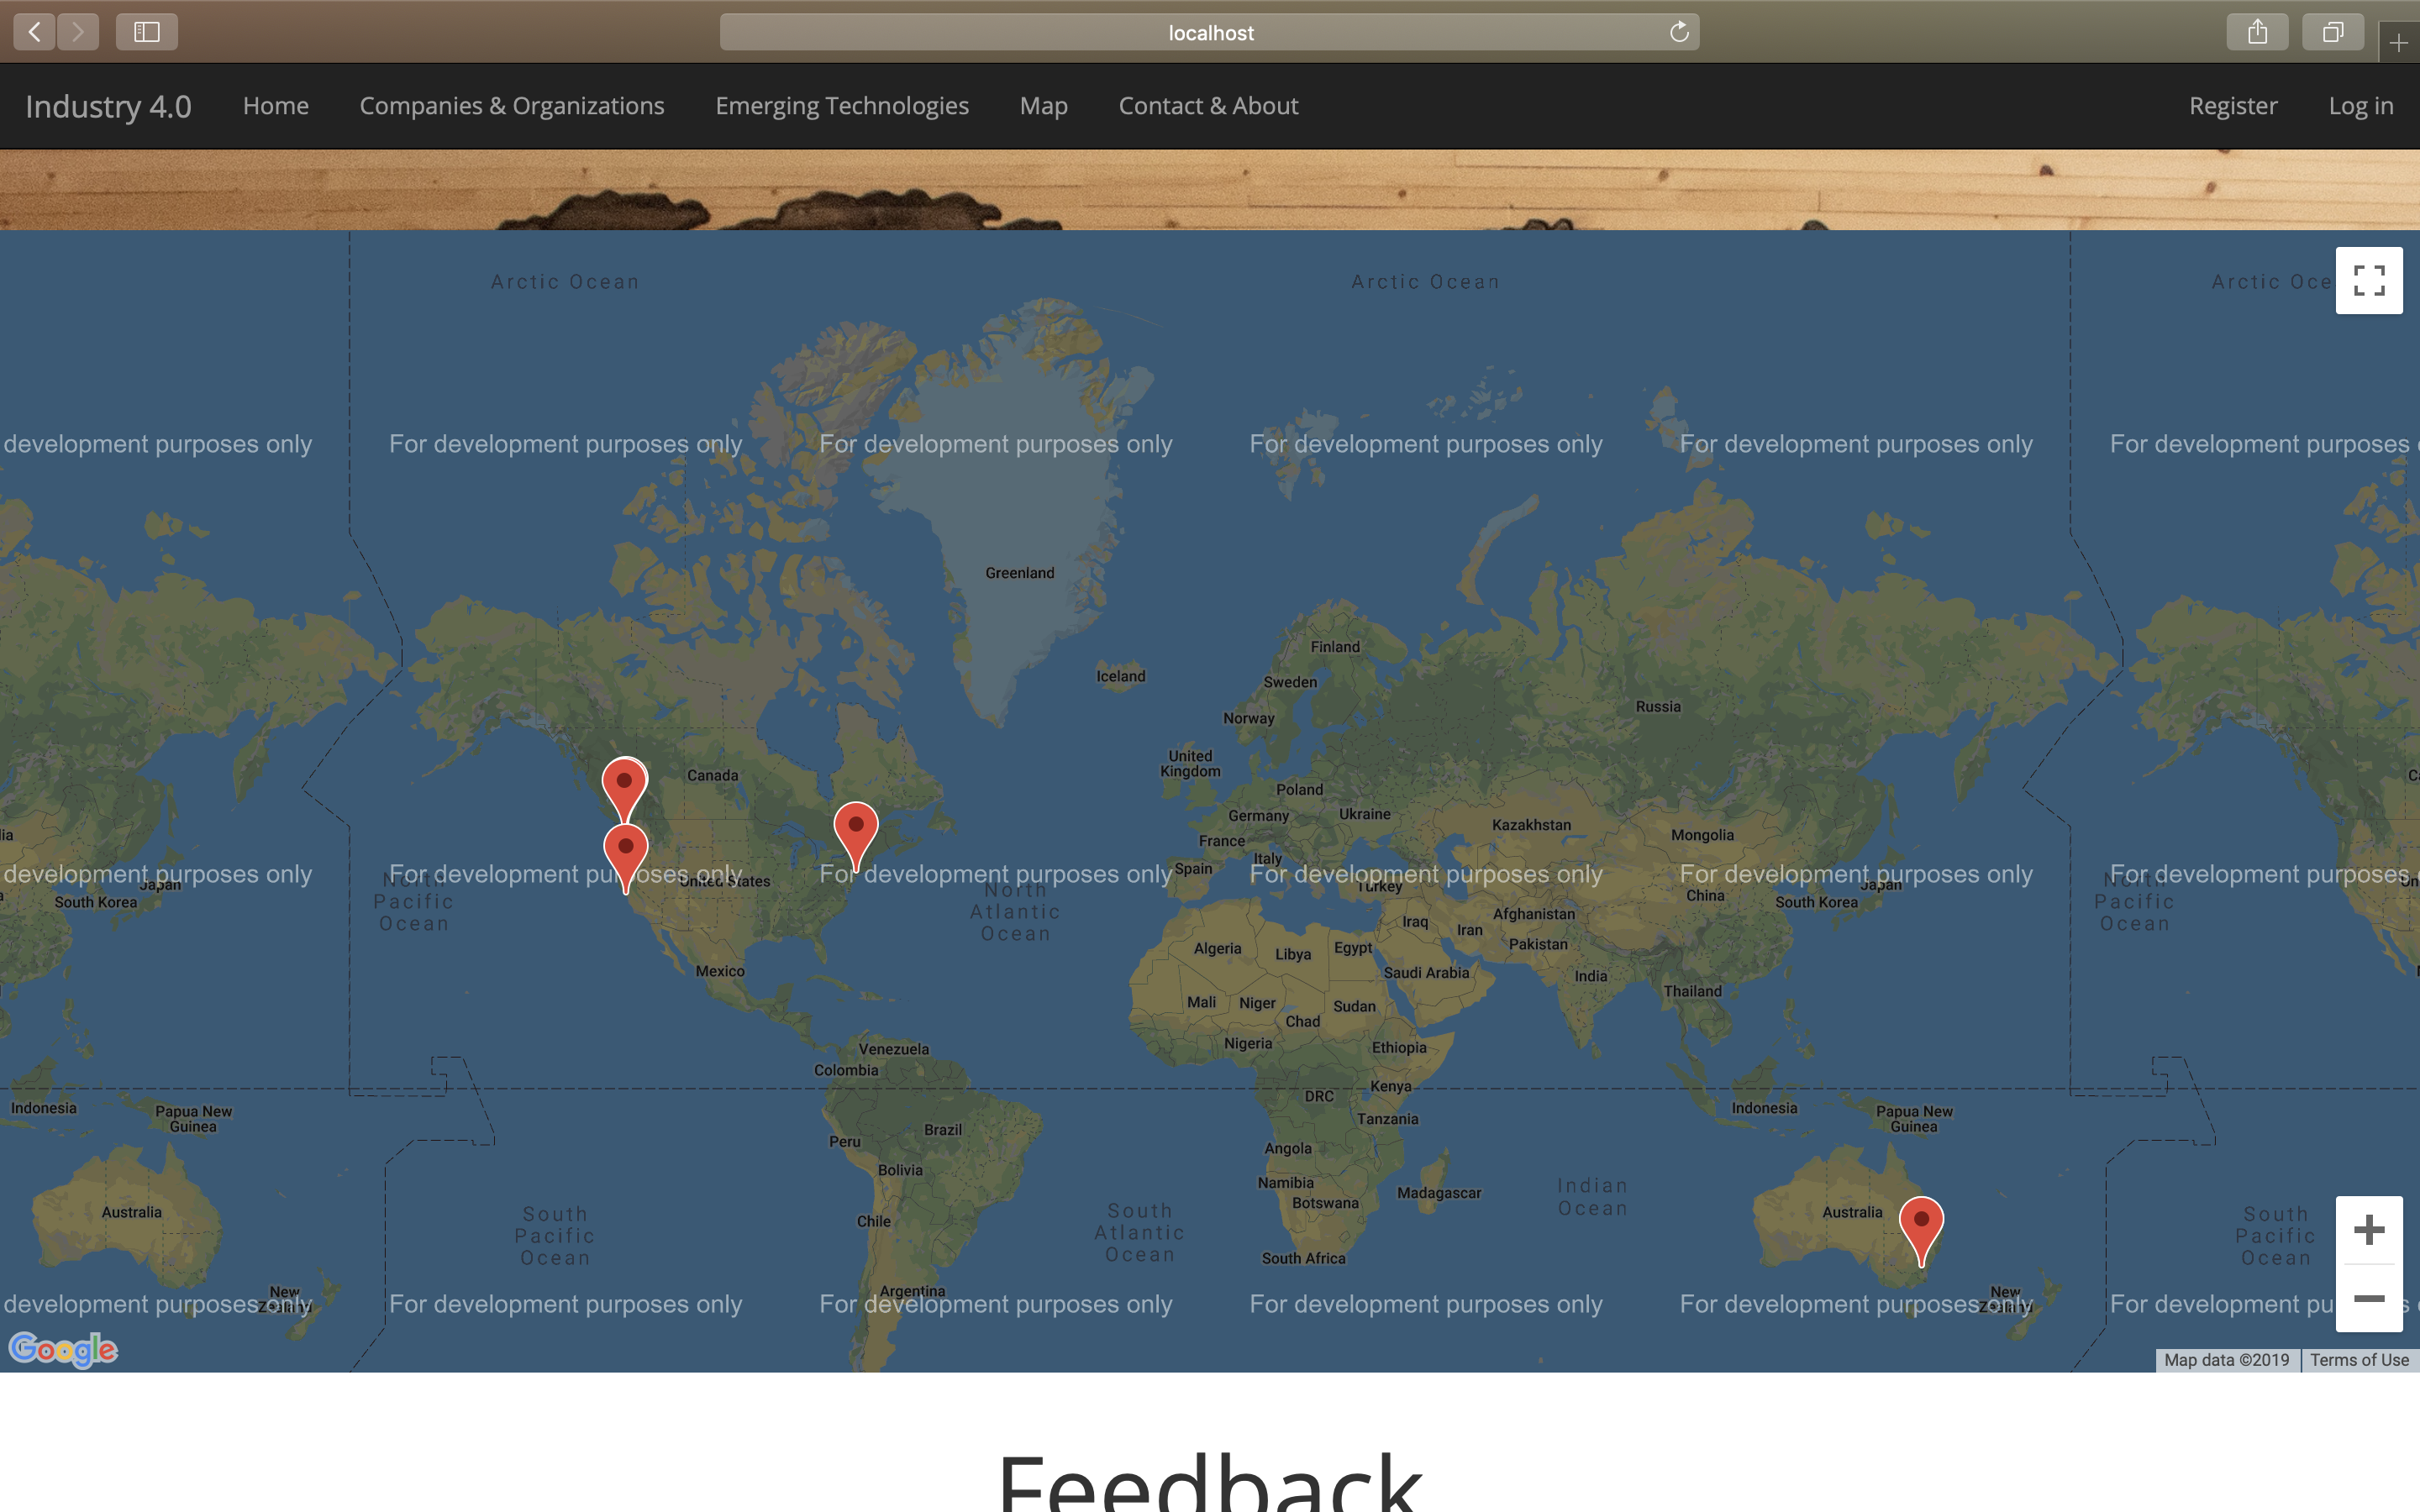 localhost
Industry 4.0 Home Companies & Organizations Emerging Technologies Map Contact & About Register Log in
Arctic Ocean Arctic Ocean Arctic Oce
development purposes only For development purposes only For development purposes only For development purposes only For development purposes only For development purposes
Greenland
Finland
Iceland
Sweden
Russia
Norway
United
Kingdom
Canada
Poland
Ukraine
Germany
Kazakhstan
Mongolia
France
Italy
Spain
development purposes only For development purposes only For development purposes only For development purposes only For development purposes only For development purposes
United States
Turkey
Japan Japan
North
Pacific
Ocean
North
Atlantic
Ocean
North
Pacific
Ocean
China
South Korea South Korea
Afghanistan
Iraq
Iran
Pakistan
Algeria
Libya
Egypt
Saudi Arabia
Mexico
India
Thailand
Mali
Niger
Sudan
Chad
Nigeria
Ethiopia
Venezuela
Colombia
Kenya
DRC
Indonesia Indonesia
Papua New
Guinea
Papua New
Guinea
Tanzania
Brazil
Peru
Angola
Bolivia
Namibia
Madagascar
Botswana
Indian
Ocean
Australia Australia
Chile
South
Pacific
Ocean
South
Atlantic
Ocean
South
Pacific
Ocean
South Africa
Argentina
New
Zealand
New
Zealand
development purposes only For development purposes only For development purposes only For development purposes only For development purposes only For development pu
Google
Map data ©2019 Terms of Use
Feedback